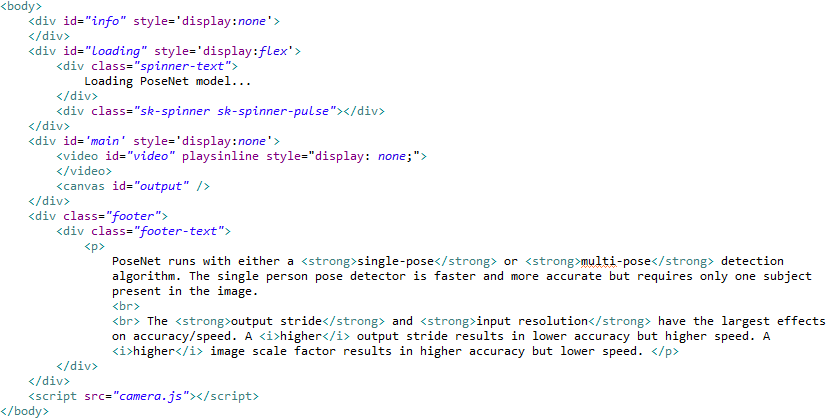 <body>
<div id="info" style='display:none'>
</div>
<div id="loading" style='display:flex'>
<div class="spinner-text">
Loading PoseNet model...
</div>
<div class="sk-spinner sk-spinner-pulse"></div>
</div>
<div id='main' style='display:none'>
<video id="video" playsinline style="display: none;">
</video>
<canvas id="output" />
</div>
<div class="footer">
<div class="footer-text">
<p>
PoseNet runs with either a <strong>single-pose</strong> or <strong>multi-pose</strong> detection
algorithm. The single person pose detector is faster and more accurate but requires only one subject
present in the image.
<br>
<br> The <strong>output stride</strong> and <strong>input resolution</strong> have the largest effects
on accuracy/speed. A <i>higher</i> output stride results in lower accuracy but higher speed. A
<i>higher</i> image scale factor results in higher accuracy but lower speed. </p>
</div>
</div>
<script src="camera.js"></script>
</body>